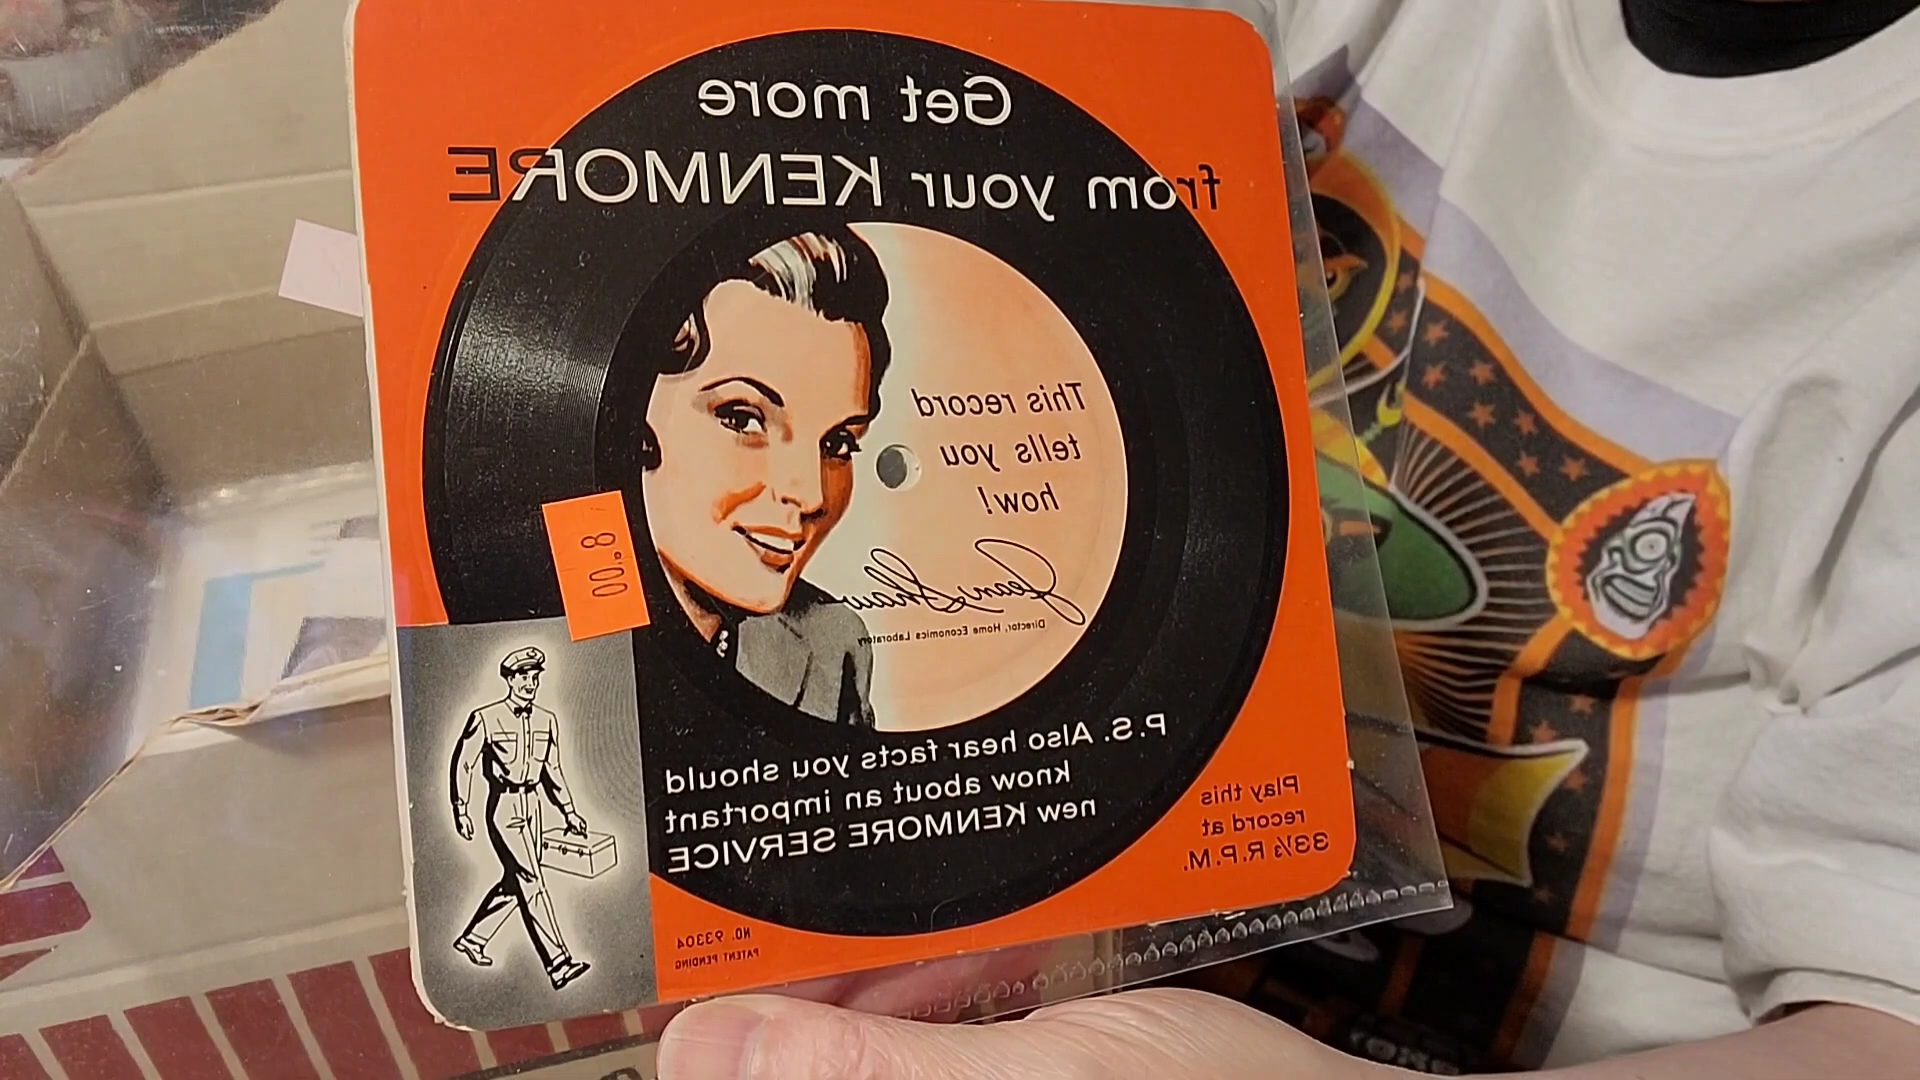 Get more
from your KENMORE
This record
tells you
how!
Jean Shaw
Director, Home Economics Laboratory
8.00
P.S. Also hear facts you should
know about an important
new KENMORE SERVICE
Play this
record at
33⅓ R.P.M.
NO. 93304
PATENT PENDING